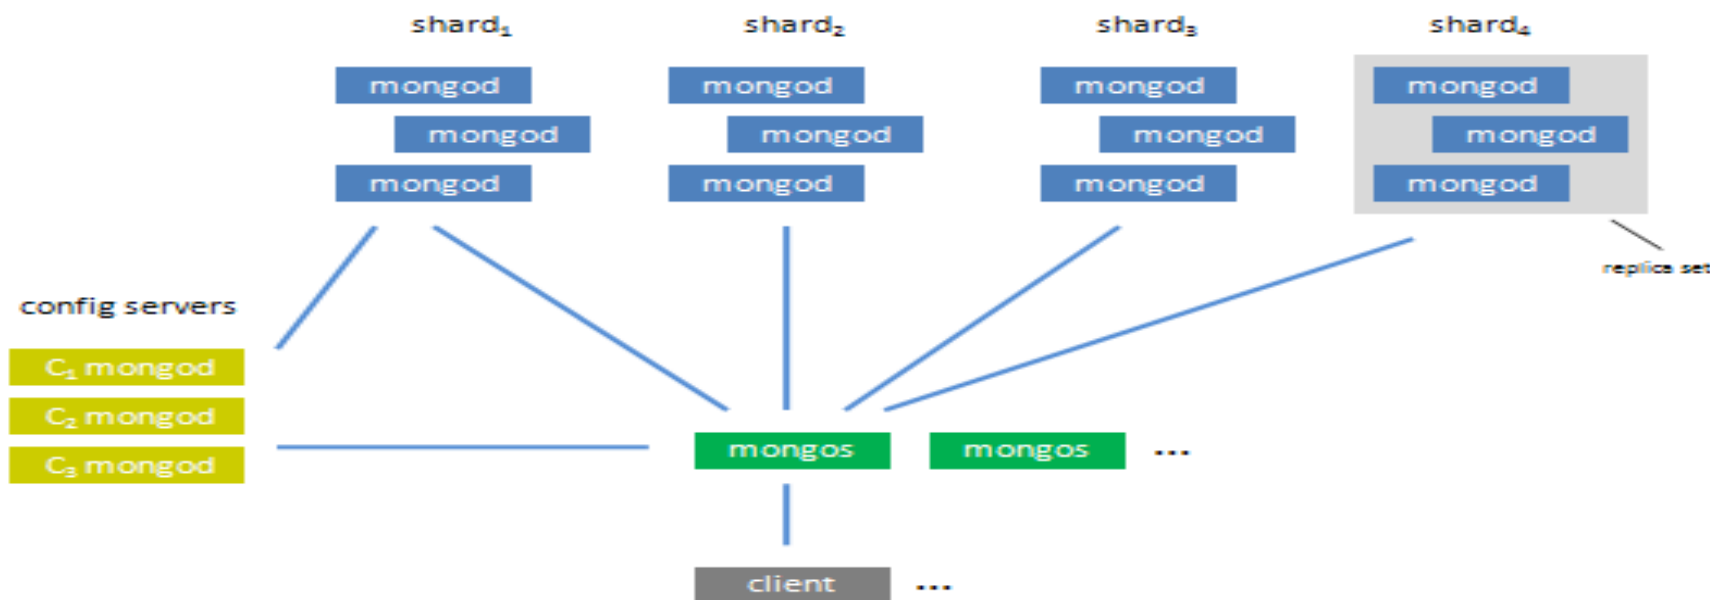 shard₁ shard₂ shard₃ shard₄
mongod mongod mongod mongod
mongod mongod mongod mongod
mongod mongod mongod mongod
replica set
config servers
C₁ mongod
C₂ mongod
C₃ mongod
mongos mongos ...
client ...